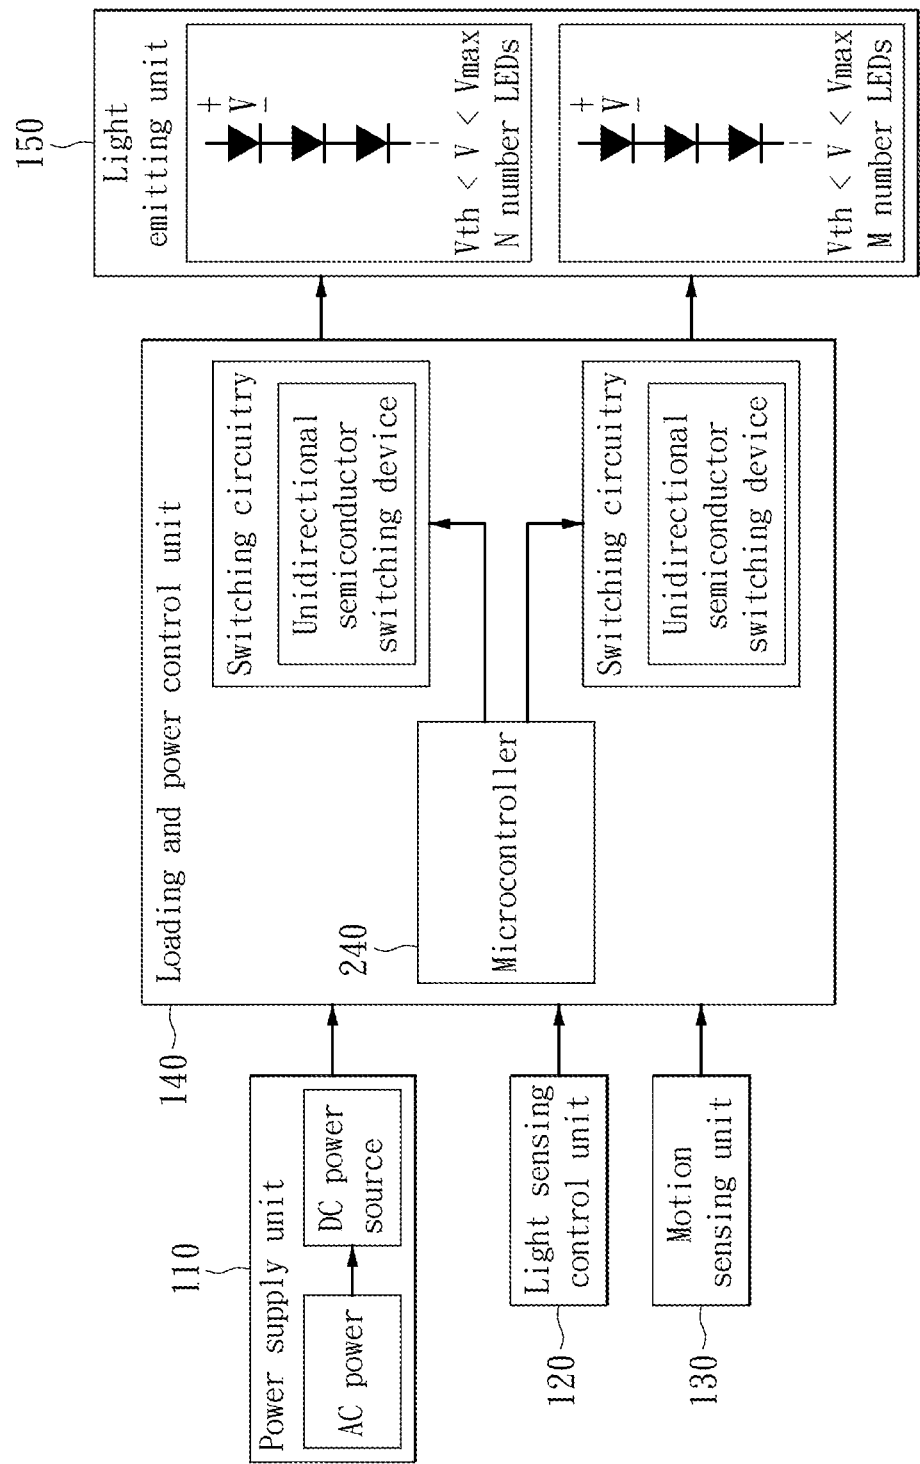 110
Power supply unit
AC power
DC power
source
120
Light sensing
control unit
130
Motion
sensing unit
140
Loading and power control unit
240
Microcontroller
Switching circuitry
Unidirectional
semiconductor
switching device
Switching circuitry
Unidirectional
semiconductor
switching device
150
Light
emitting unit
+
V
−
Vth < V < Vmax
N number LEDs
+
V
−
Vth < V < Vmax
M number LEDs